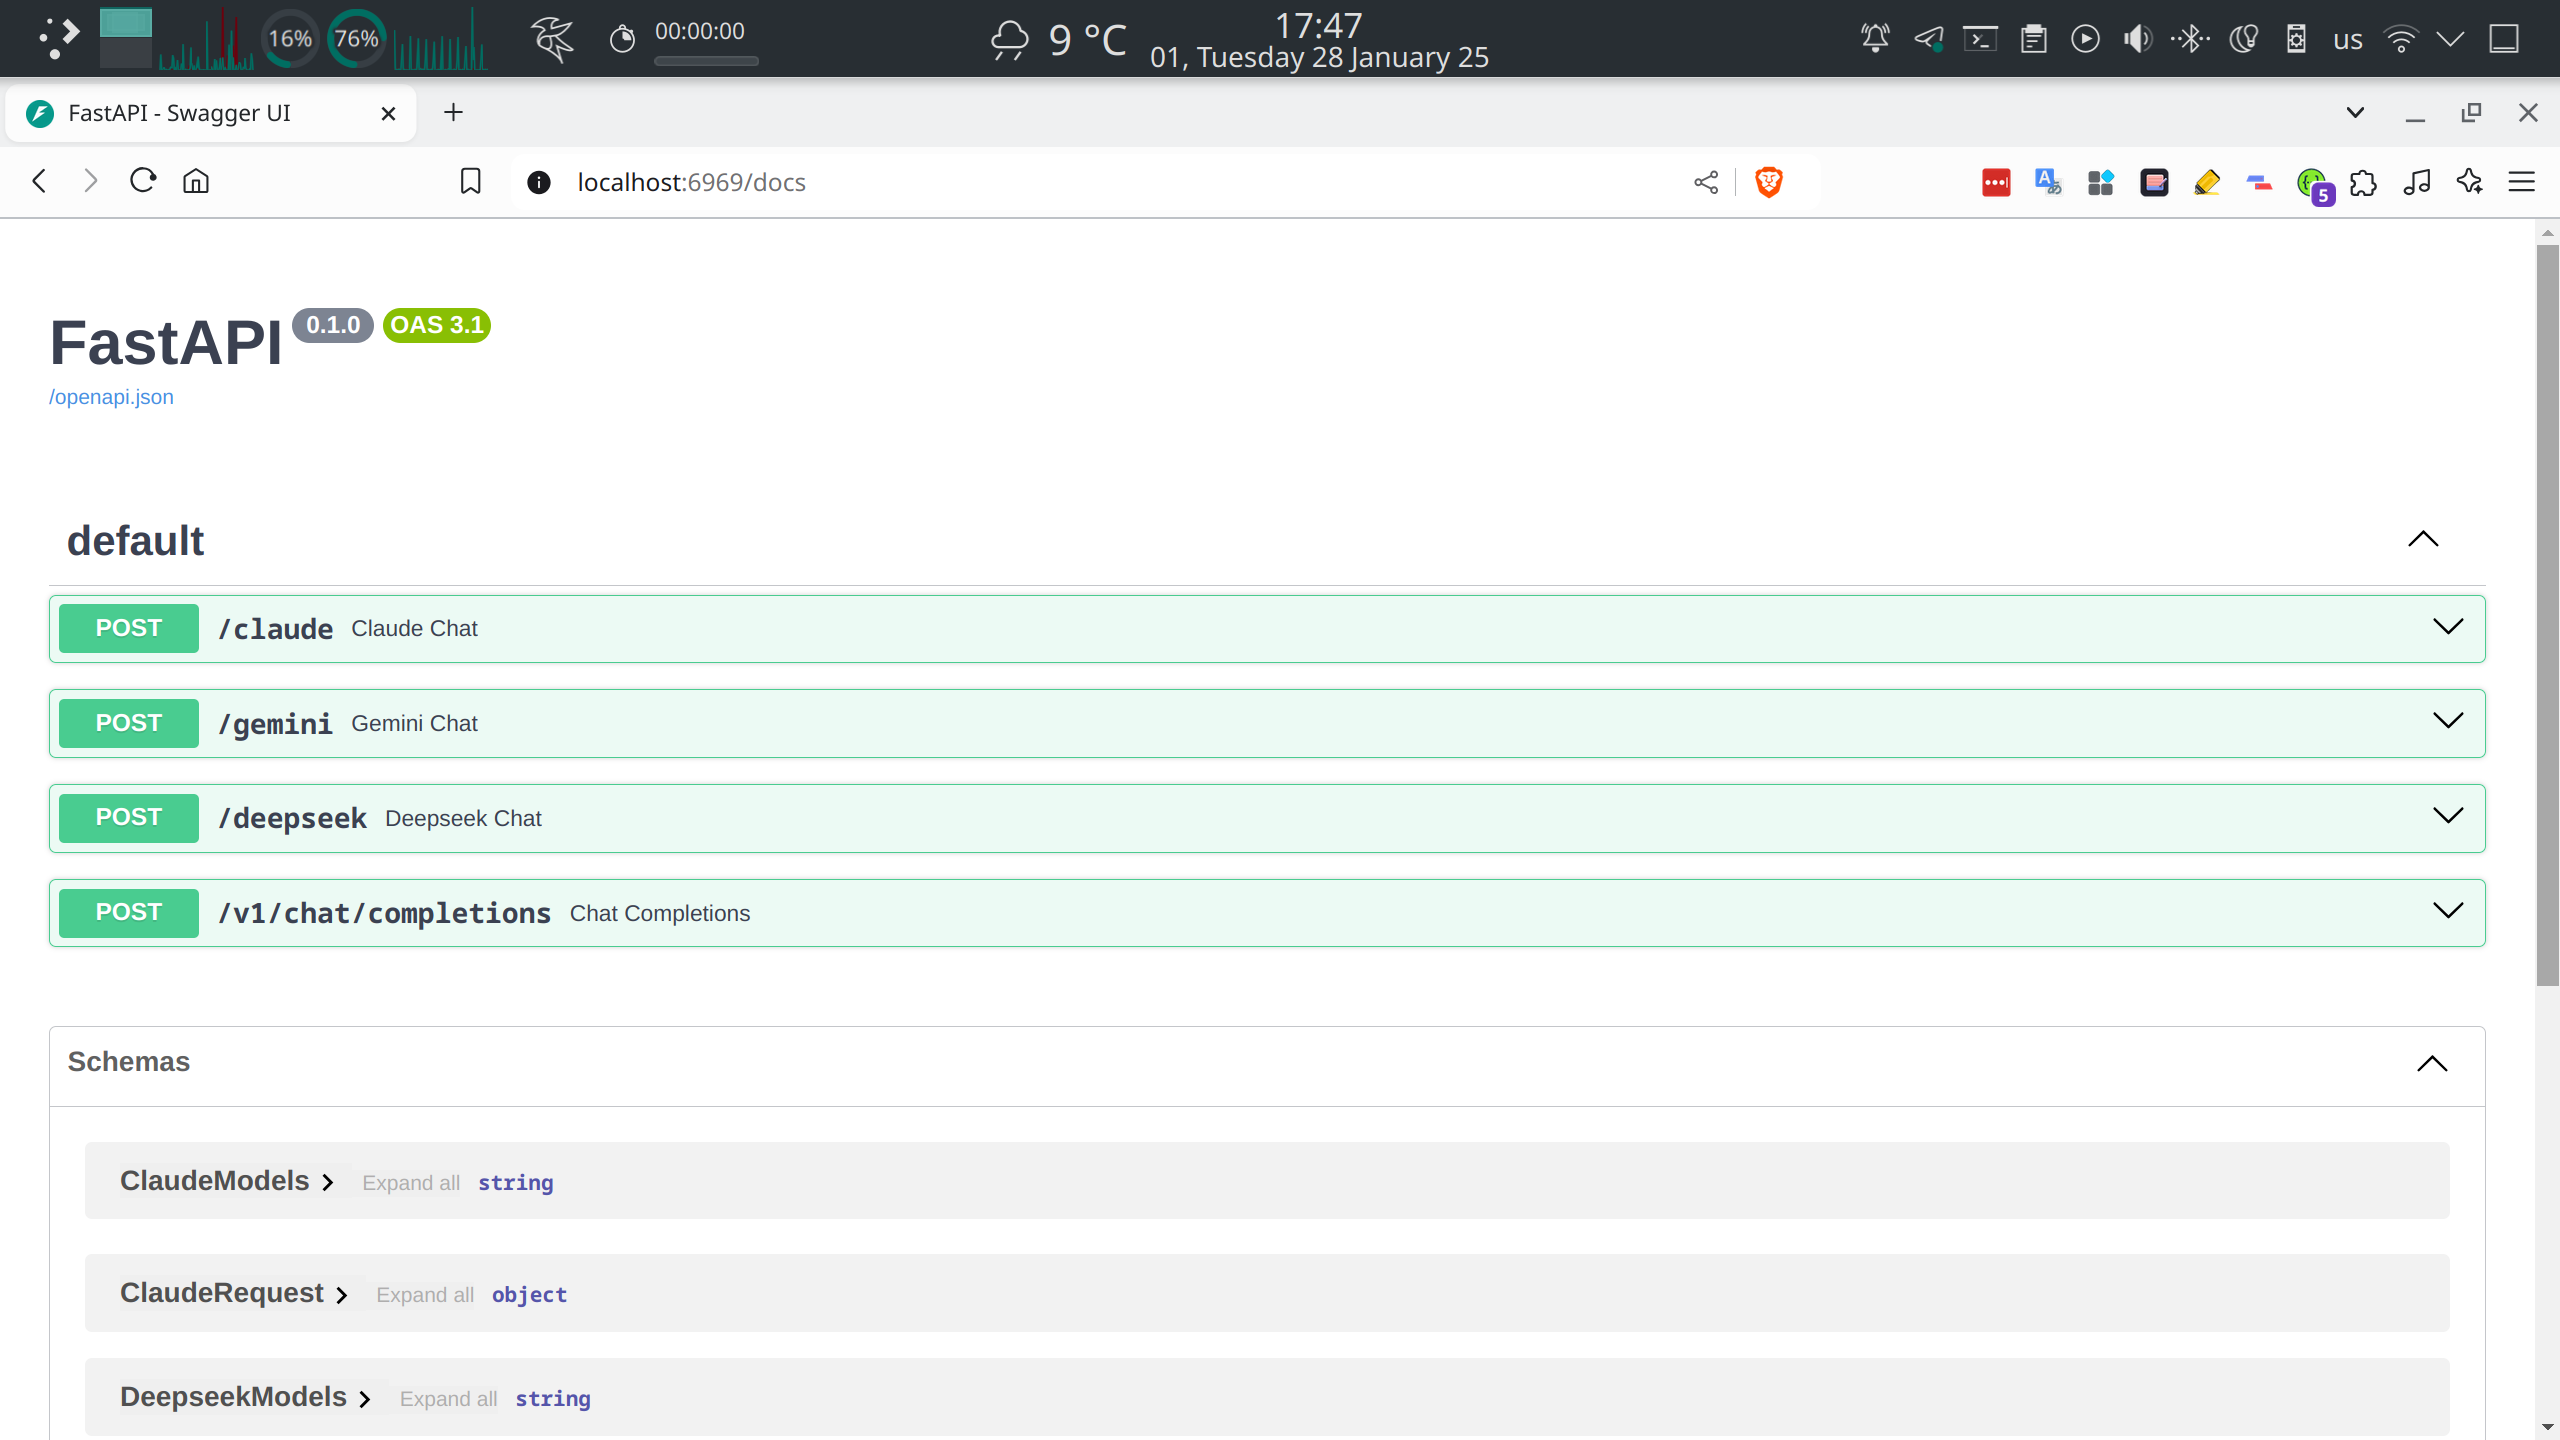 16%
76%
00:00:00
9 °C
17:47
01, Tuesday 28 January 25
us
FastAPI - Swagger UI
localhost:6969/docs
5
FastAPI 0.1.0 OAS 3.1
/openapi.json
default
POST /claude Claude Chat
POST /gemini Gemini Chat
POST /deepseek Deepseek Chat
POST /v1/chat/completions Chat Completions
Schemas
ClaudeModels Expand all string
ClaudeRequest Expand all object
DeepseekModels Expand all string